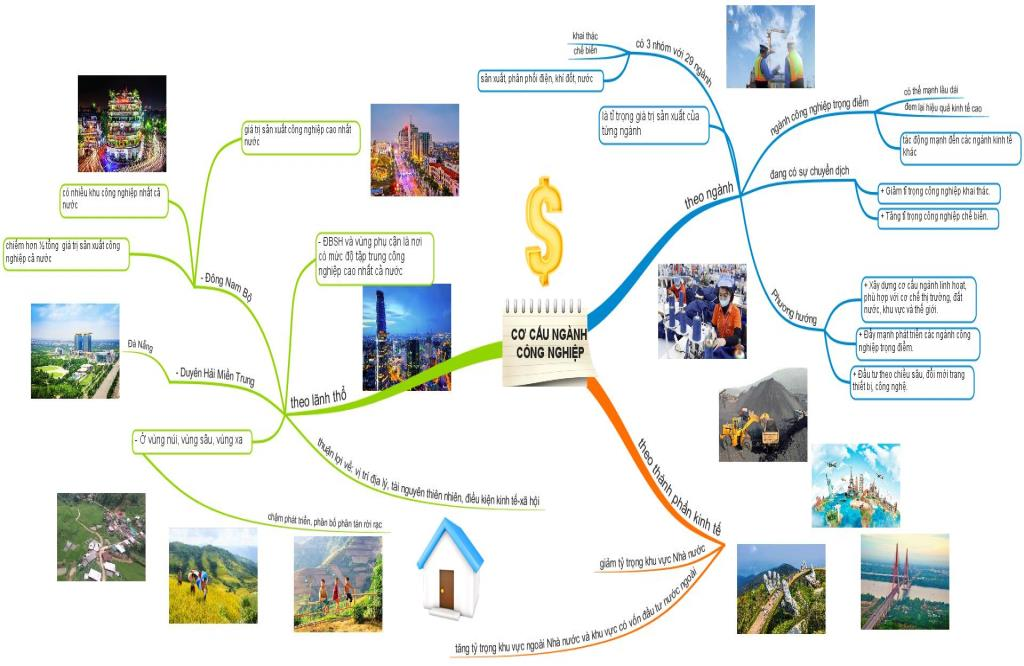 CƠ CẤU NGÀNH
CÔNG NGHIỆP
theo ngành
có 3 nhóm với 29 ngành
khai thác
chế biến
sản xuất, phân phối điện, khí đốt, nước
là tỉ trọng giá trị sản xuất của
từng ngành
ngành công nghiệp trọng điểm
có thế mạnh lâu dài
đem lại hiệu quả kinh tế cao
tác động mạnh đến các ngành kinh tế
khác
đang có sự chuyển dịch
+ Giảm tỉ trọng công nghiệp khai thác.
+ Tăng tỉ trọng công nghiệp chế biến.
Phương hướng
+ Xây dựng cơ cấu ngành linh hoạt,
phù hợp với cơ chế thị trường, đất
nước, khu vực và thế giới.
+ Đẩy mạnh phát triển các ngành công
nghiệp trọng điểm.
+ Đầu tư theo chiều sâu, đổi mới trang
thiết bị, công nghệ.
theo thành phần kinh tế
giảm tỷ trọng khu vực Nhà nước
tăng tỷ trọng khu vực ngoài Nhà nước và khu vực có vốn đầu tư nước ngoài
theo lãnh thổ
- ĐBSH và vùng phụ cận là nơi
có mức độ tập trung công
nghiệp cao nhất cả nước
- Đông Nam Bộ
giá trị sản xuất công nghiệp cao nhất
nước
có nhiều khu công nghiệp nhất cả
nước
chiếm hơn ½ tổng giá trị sản xuất công
nghiệp cả nước
- Duyên Hải Miền Trung
Đà Nẵng
- Ở vùng núi, vùng sâu, vùng xa
chậm phát triển, phân bố phân tán rời rạc
thuận lợi về: vị trí địa lý, tài nguyên thiên nhiên, điều kiện kinh tế-xã hội